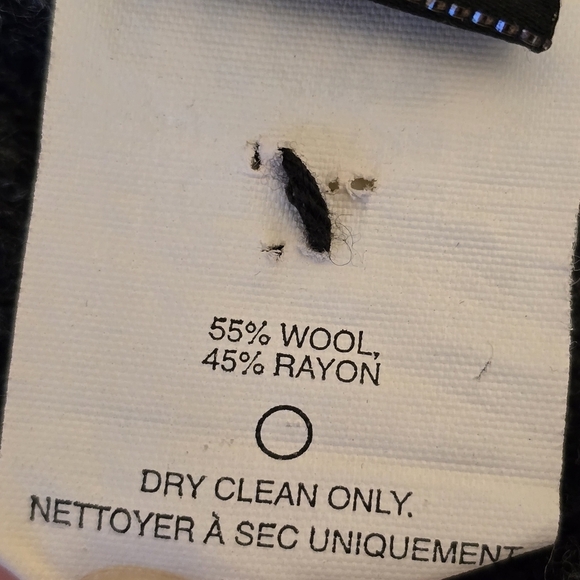 55% WOOL,
45% RAYON
DRY CLEAN ONLY.
NETTOYER À SEC UNIQUEMENT